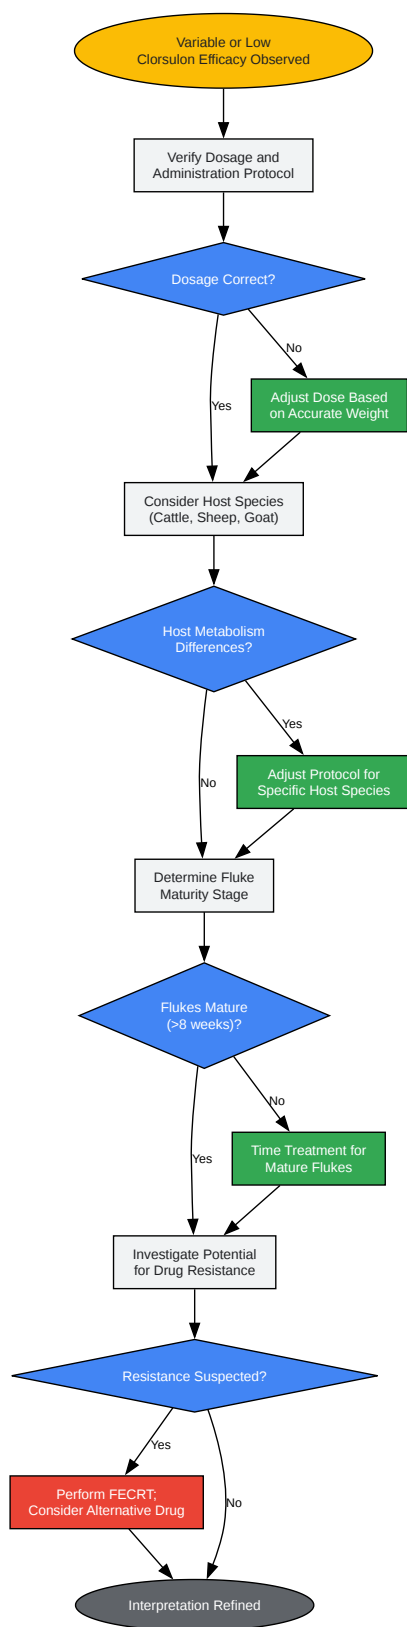 Variable or Low
Clorsulon Efficacy Observed
Verify Dosage and
Administration Protocol
Dosage Correct?
No
Adjust Dose Based
on Accurate Weight
Yes
Consider Host Species
(Cattle, Sheep, Goat)
Host Metabolism
Differences?
Yes
Adjust Protocol for
Specific Host Species
No
Determine Fluke
Maturity Stage
Flukes Mature
(>8 weeks)?
No
Time Treatment for
Mature Flukes
Yes
Investigate Potential
for Drug Resistance
Resistance Suspected?
Yes
Perform FECRT;
Consider Alternative Drug
No
Interpretation Refined